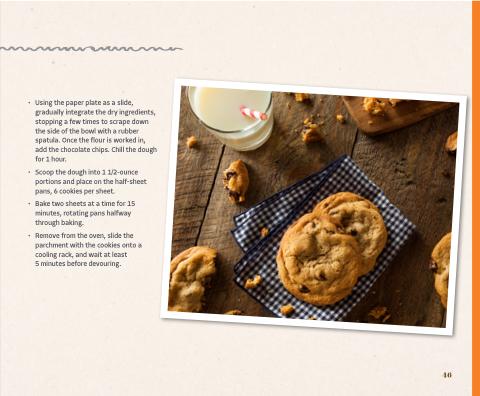 • Using the paper plate as a slide,
gradually integrate the dry ingredients,
stopping a few times to scrape down
the side of the bowl with a rubber
spatula. Once the flour is worked in,
add the chocolate chips. Chill the dough
for 1 hour.
• Scoop the dough into 1 1/2-ounce
portions and place on the half-sheet
pans, 6 cookies per sheet.
• Bake two sheets at a time for 15
minutes, rotating pans halfway
through baking.
• Remove from the oven, slide the
parchment with the cookies onto a
cooling rack, and wait at least
5 minutes before devouring.
46